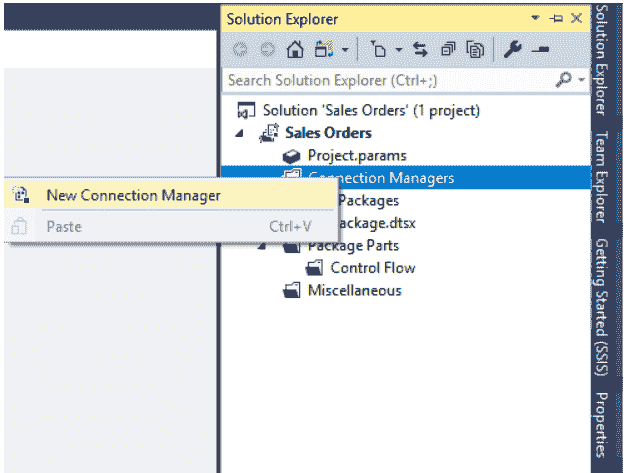 Solution Explorer
Search Solution Explorer (Ctrl+;)
Solution 'Sales Orders' (1 project)
Sales Orders
Project.params
Connection Managers
New Connection Manager
Packages
Paste Ctrl+V
ackage.dtsx
Package Parts
Control Flow
Miscellaneous
Solution Explorer
Team Explorer
Getting Started (SSIS)
Properties